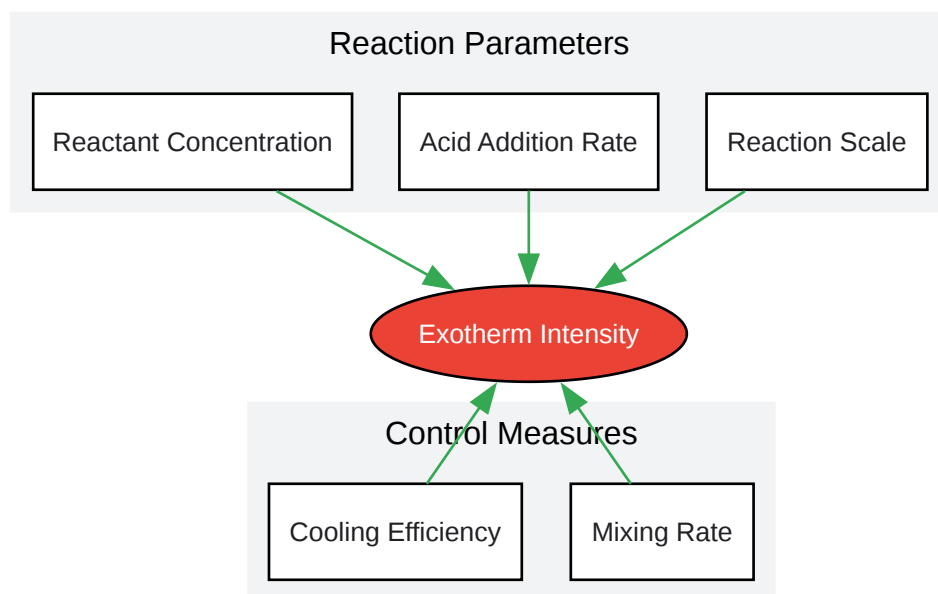 Reaction Parameters
Reactant Concentration
Acid Addition Rate
Reaction Scale
Exotherm Intensity
Control Measures
Cooling Efficiency
Mixing Rate